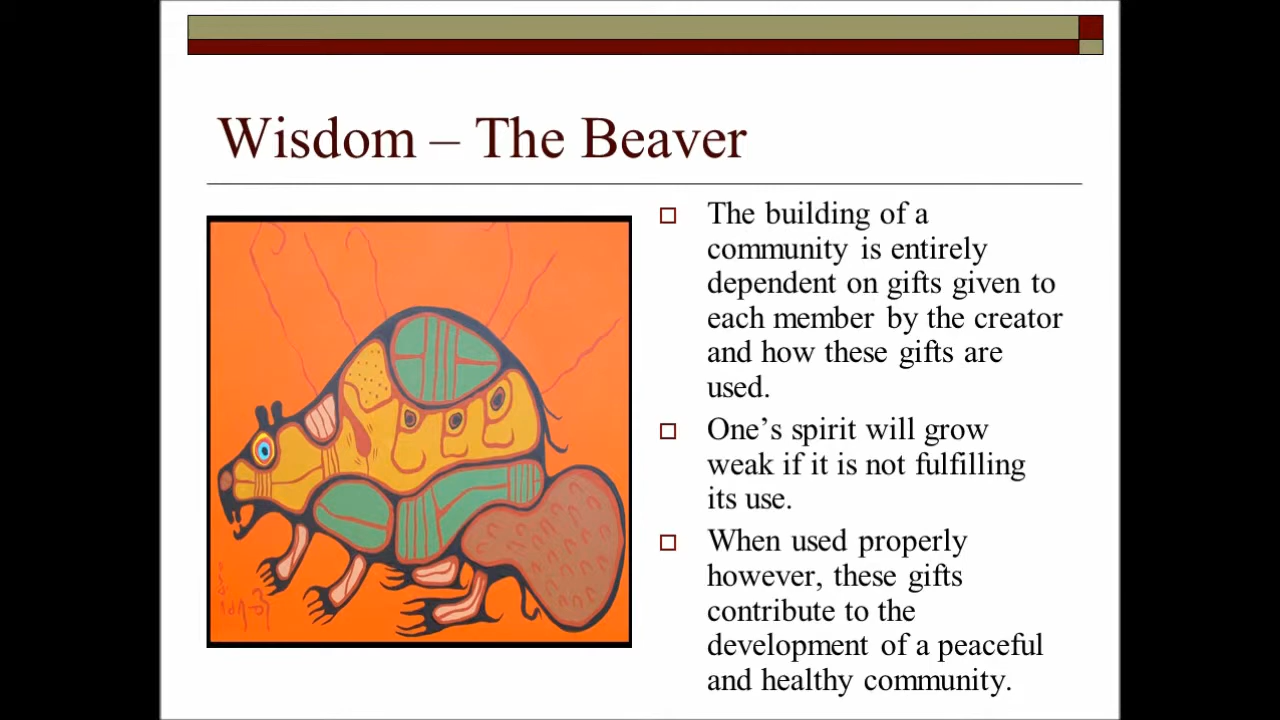 Wisdom – The Beaver
The building of a
community is entirely
dependent on gifts given to
each member by the creator
and how these gifts are
used.
One’s spirit will grow
weak if it is not fulfilling
its use.
When used properly
however, these gifts
contribute to the
development of a peaceful
and healthy community.